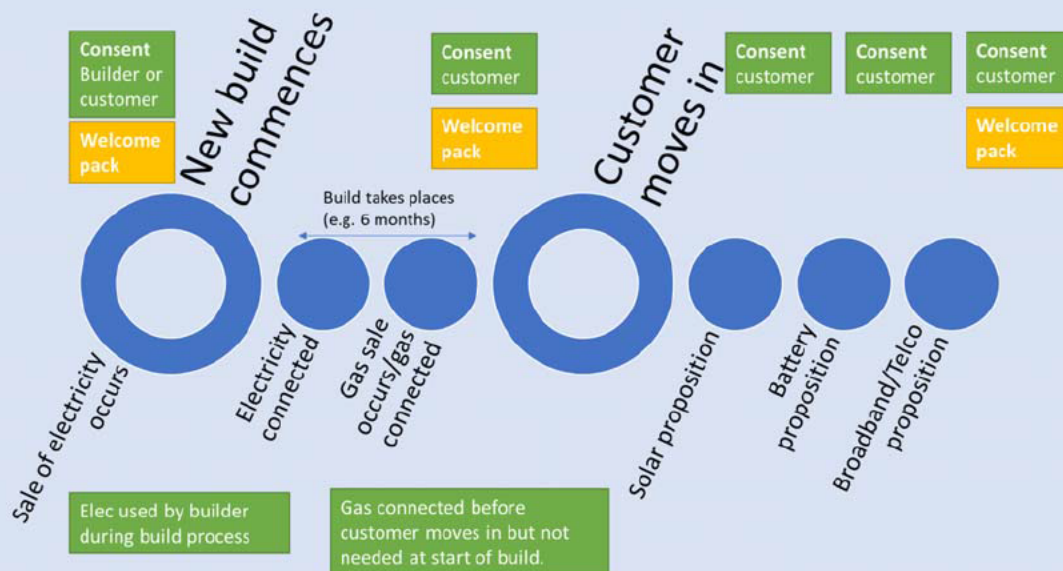 Consent
Builder or
customer
Welcome
pack
New build
commences
Consent
customer
Welcome
pack
Customer
moves in
Consent
customer
Consent
customer
Consent
customer
Welcome
pack
Build takes places
(e.g. 6 months)
Sale of electricity
occurs
Electricity
connected
Gas sale
occurs/gas
connected
Solar proposition
Battery
proposition
Broadband/Telco
proposition
Elec used by builder
during build process
Gas connected before
customer moves in but not
needed at start of build.